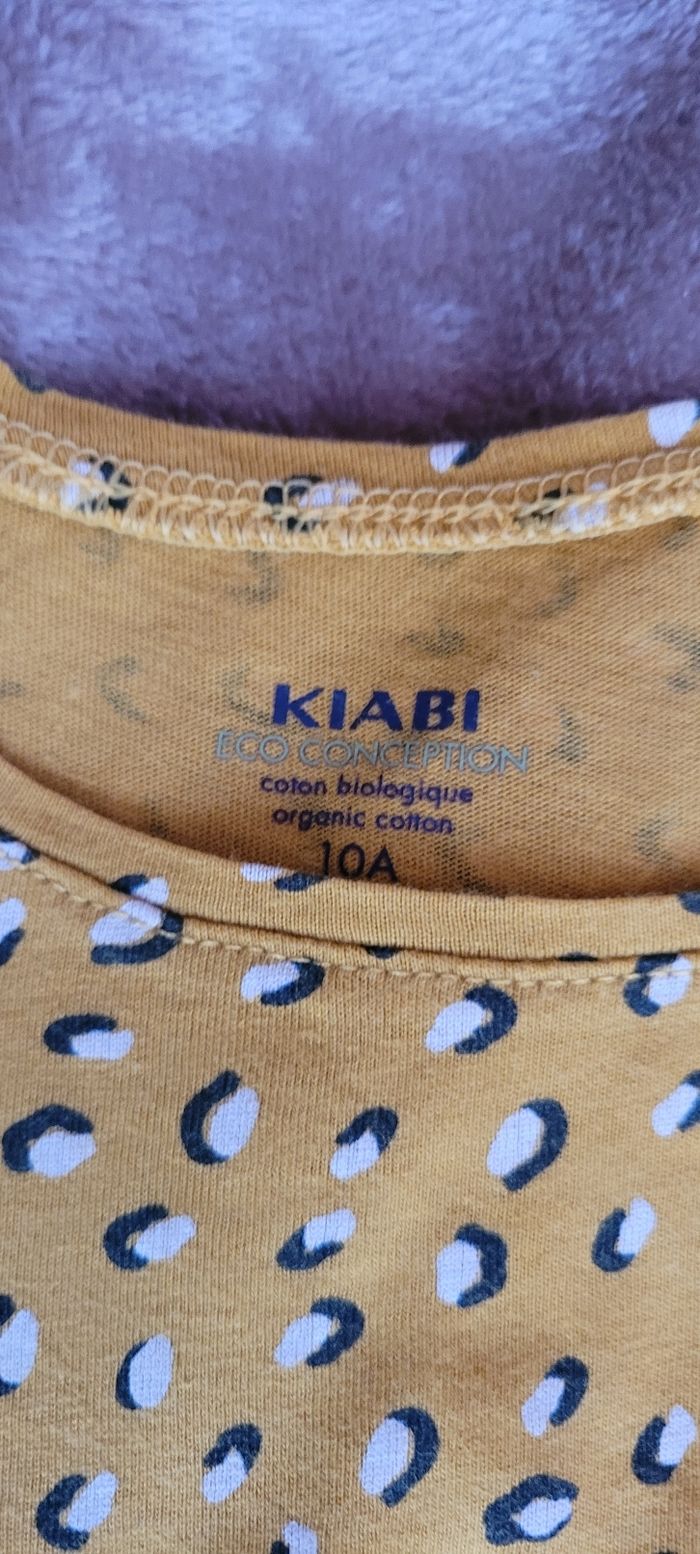 KIABI
ECO CONCEPTION
coton biologique
organic cotton
10A